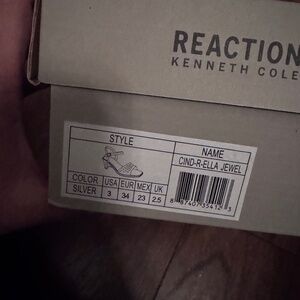 REACTION
KENNETH COLE
STYLE
NAME
CIND-R-ELLA JEWEL
COLOR USA EUR MEX UK
SILVER 3 34 23 2.5